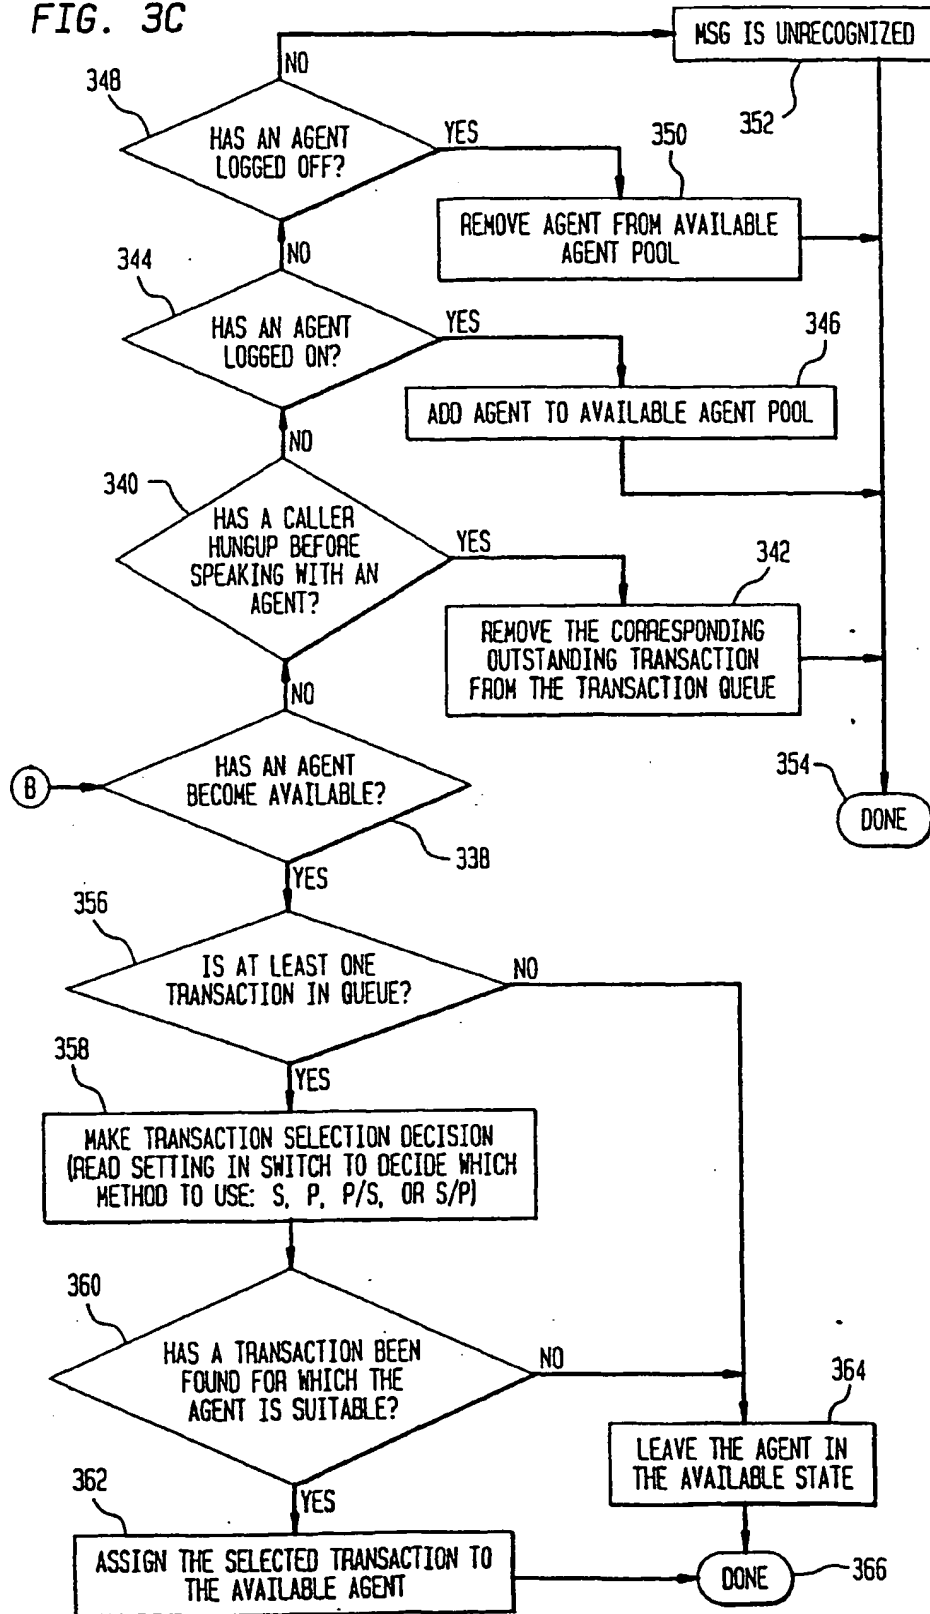 FIG. 3C
MSG IS UNRECOGNIZED
352
NO
348
HAS AN AGENT
LOGGED OFF?
YES
350
REMOVE AGENT FROM AVAILABLE
AGENT POOL
NO
344
HAS AN AGENT
LOGGED ON?
YES
346
ADD AGENT TO AVAILABLE AGENT POOL
NO
340
HAS A CALLER
HUNGUP BEFORE
SPEAKING WITH AN
AGENT?
YES
342
REMOVE THE CORRESPONDING
OUTSTANDING TRANSACTION
FROM THE TRANSACTION QUEUE
NO
B
HAS AN AGENT
BECOME AVAILABLE?
338
354
DONE
YES
356
IS AT LEAST ONE
TRANSACTION IN QUEUE?
NO
YES
358
MAKE TRANSACTION SELECTION DECISION
(READ SETTING IN SWITCH TO DECIDE WHICH
METHOD TO USE: S, P, P/S, OR S/P)
360
HAS A TRANSACTION BEEN
FOUND FOR WHICH THE
AGENT IS SUITABLE?
NO
364
LEAVE THE AGENT IN
THE AVAILABLE STATE
YES
362
ASSIGN THE SELECTED TRANSACTION TO
THE AVAILABLE AGENT
DONE
366